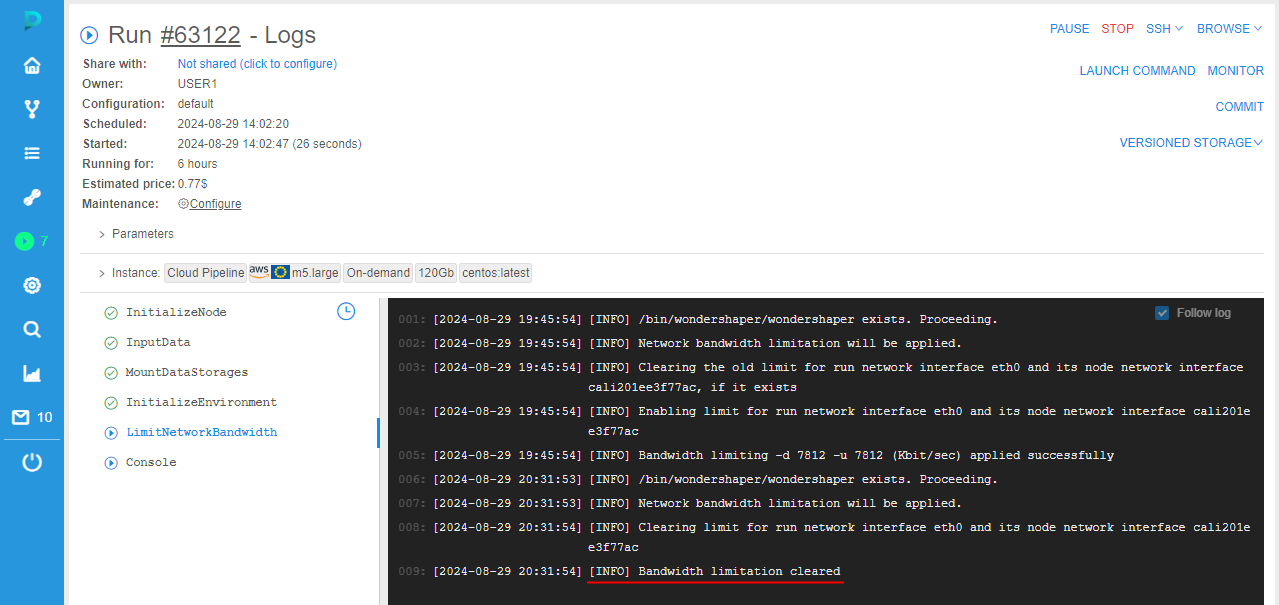 Run #63122 - Logs
PAUSE STOP SSH BROWSE
Share with: Not shared (click to configure)
Owner: USER1
LAUNCH COMMAND MONITOR
Configuration: default
COMMIT
Scheduled: 2024-08-29 14:02:20
Started: 2024-08-29 14:02:47 (26 seconds)
VERSIONED STORAGE
Running for: 6 hours
Estimated price: 0.77$
Maintenance: Configure
Parameters
7
Instance: Cloud Pipeline aws m5.large On-demand 120Gb centos:latest
10
InitializeNode
InputData
MountDataStorages
InitializeEnvironment
LimitNetworkBandwidth
Console
Follow log
001: [2024-08-29 19:45:54] [INFO] /bin/wondershaper/wondershaper exists. Proceeding.
002: [2024-08-29 19:45:54] [INFO] Network bandwidth limitation will be applied.
003: [2024-08-29 19:45:54] [INFO] Clearing the old limit for run network interface eth0 and its node network interface
cali201ee3f77ac, if it exists
004: [2024-08-29 19:45:54] [INFO] Enabling limit for run network interface eth0 and its node network interface cali201e
e3f77ac
005: [2024-08-29 19:45:54] [INFO] Bandwidth limiting -d 7812 -u 7812 (Kbit/sec) applied successfully
006: [2024-08-29 20:31:53] [INFO] /bin/wondershaper/wondershaper exists. Proceeding.
007: [2024-08-29 20:31:53] [INFO] Network bandwidth limitation will be applied.
008: [2024-08-29 20:31:54] [INFO] Clearing limit for run network interface eth0 and its node network interface cali201e
e3f77ac
009: [2024-08-29 20:31:54] [INFO] Bandwidth limitation cleared